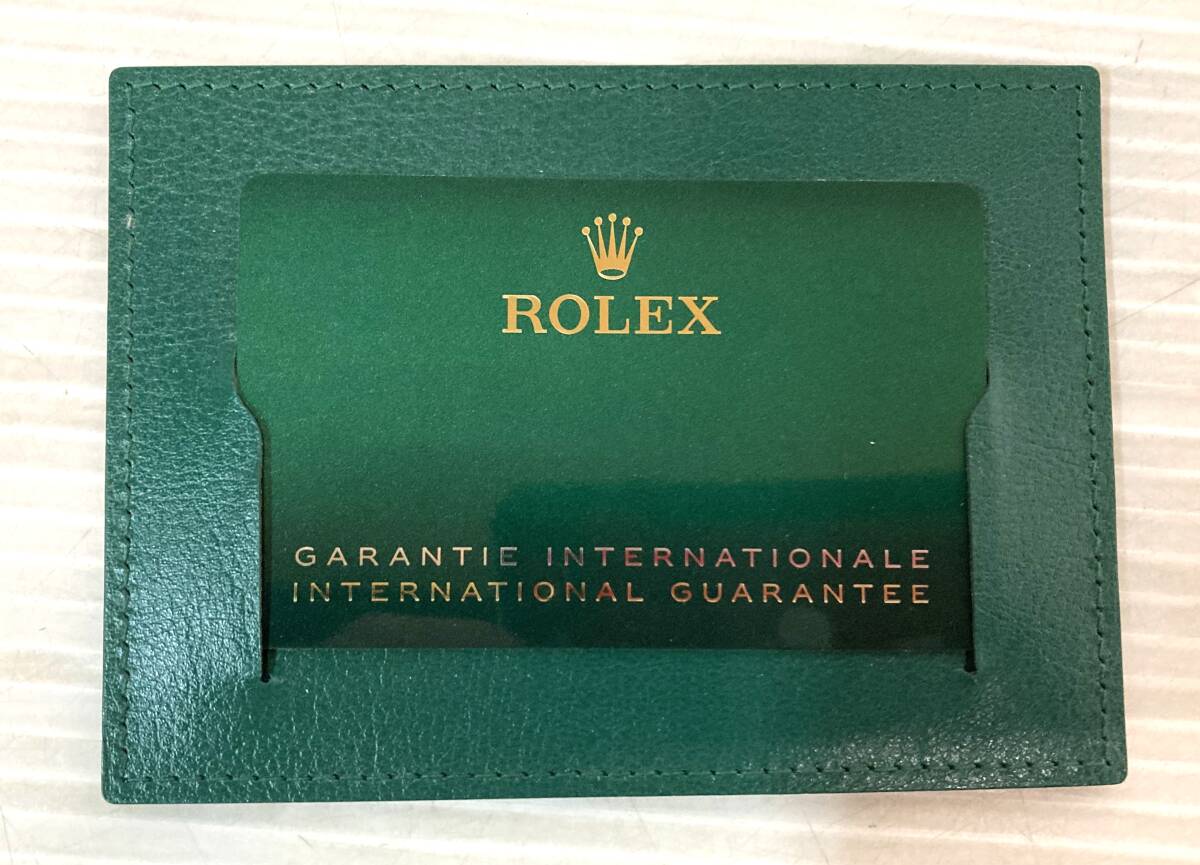 ROLEX
GARANTIE INTERNATIONALE
INTERNATIONAL GUARANTEE